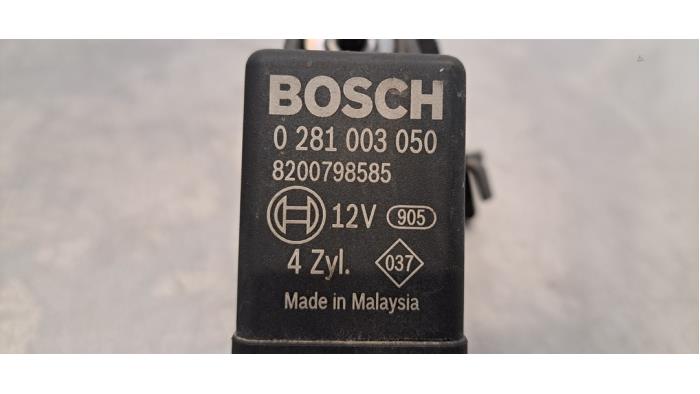 BOSCH
0 281 003 050
8200798585
12V 905
4 Zyl. 037
Made in Malaysia